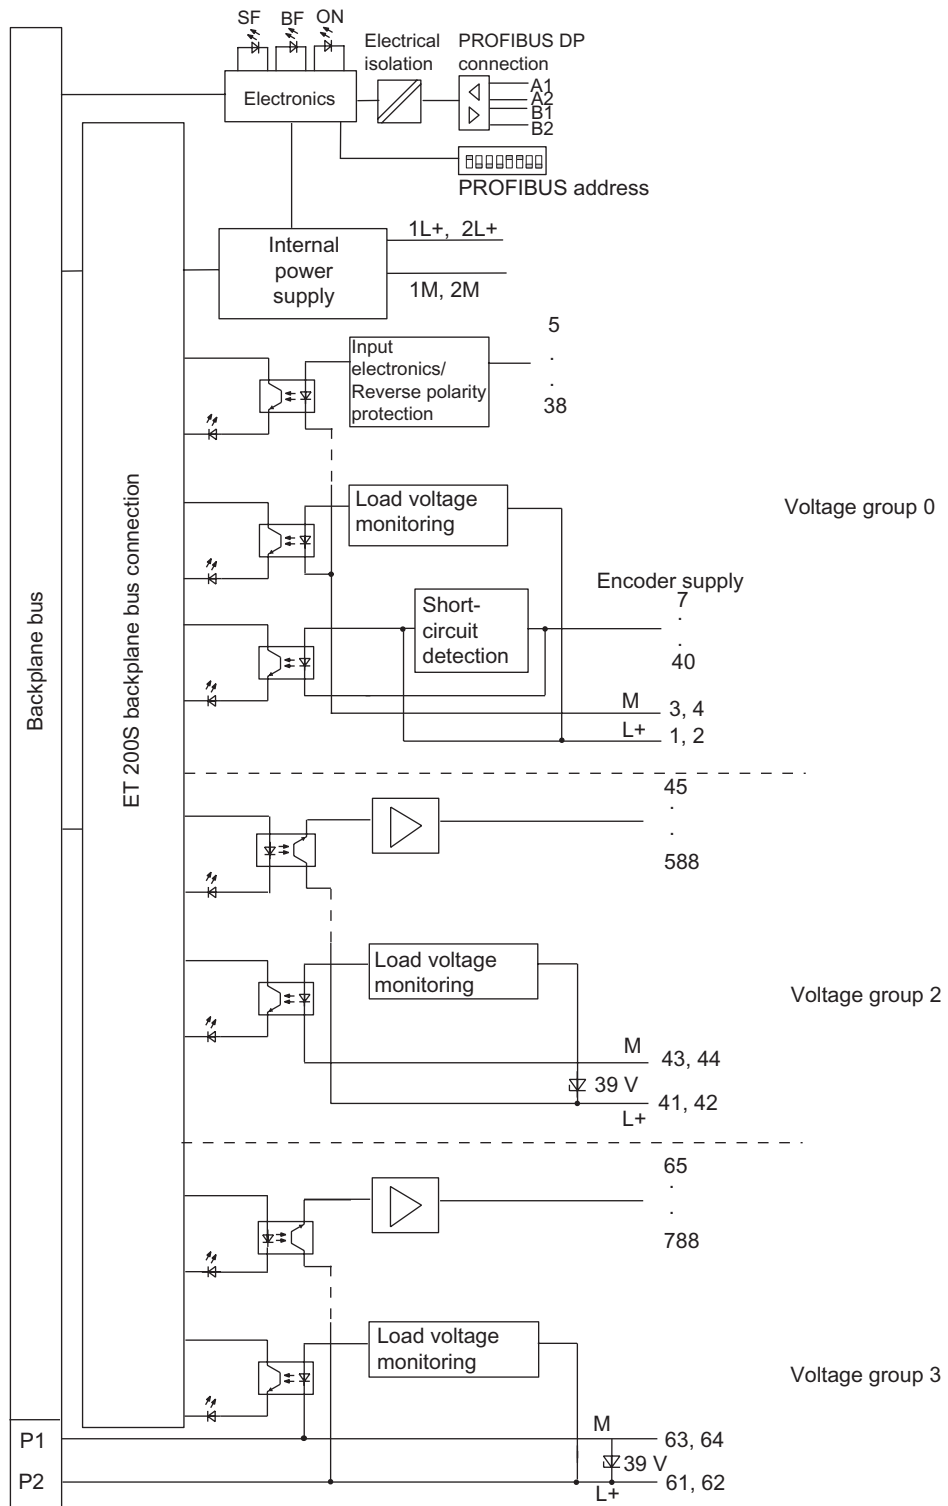 SF BF ON
Electrical
isolation
PROFIBUS DP
connection
Electronics
A1
A2
B1
B2
PROFIBUS address
Internal
power
supply
1L+, 2L+
1M, 2M
Input
electronics/
Reverse polarity
protection
5
.
.
38
Load voltage
monitoring
Voltage group 0
Short-
circuit
detection
Encoder supply
7
.
.
40
M 3, 4
L+ 1, 2
Backplane bus
ET 200S backplane bus connection
45
.
.
588
Load voltage
monitoring
Voltage group 2
M 43, 44
39 V
41, 42
L+
65
.
.
788
Load voltage
monitoring
Voltage group 3
P1
M
63, 64
39 V
P2
61, 62
L+